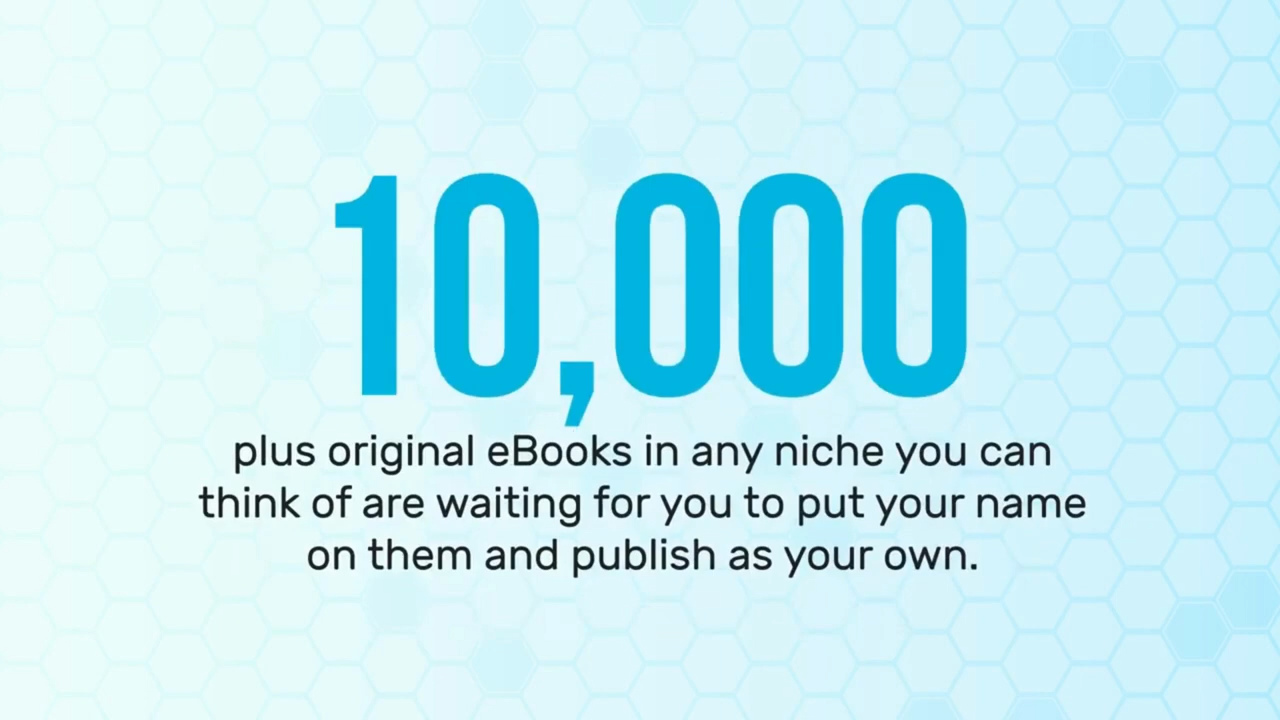 10,000
plus original eBooks in any niche you can
think of are waiting for you to put your name
on them and publish as your own.